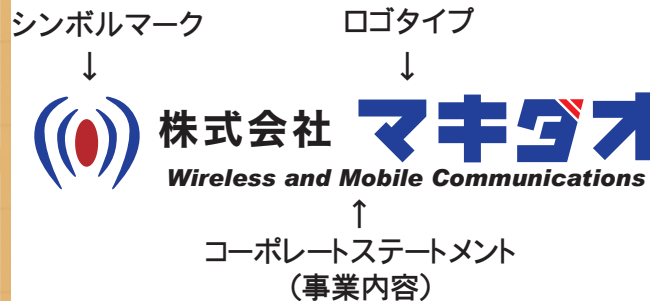 シンボルマーク ロゴタイプ
↓ ↓
株式会社 マキダオ
Wireless and Mobile Communications
↑
コーポレートステートメント
（事業内容）